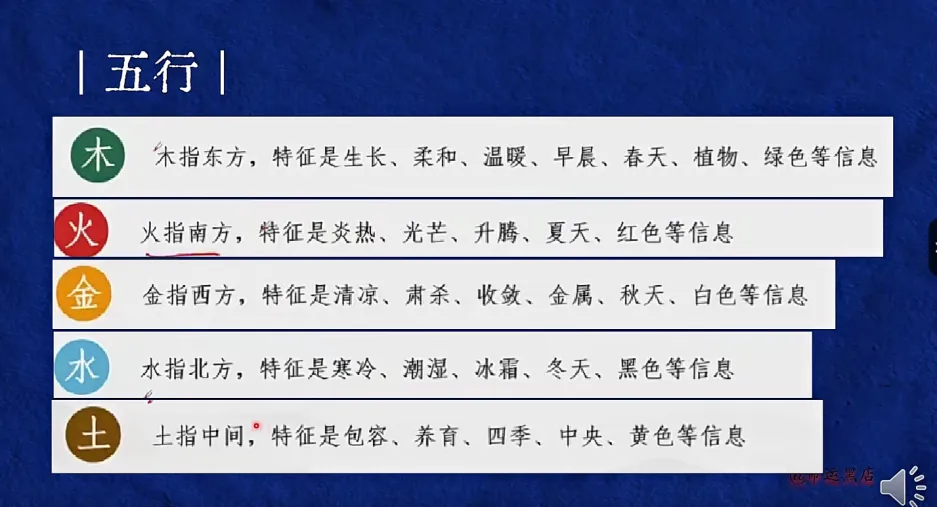 ｜五行｜
木
木指东方，特征是生长、柔和、温暖、早晨、春天、植物、绿色等信息
火
火指南方，特征是炎热、光芒、升腾、夏天、红色等信息
金
金指西方，特征是清凉、肃杀、收敛、金属、秋天、白色等信息
水
水指北方，特征是寒冷、潮湿、冰霜、冬天、黑色等信息
土
土指中间，特征是包容、养育、四季、中央、黄色等信息